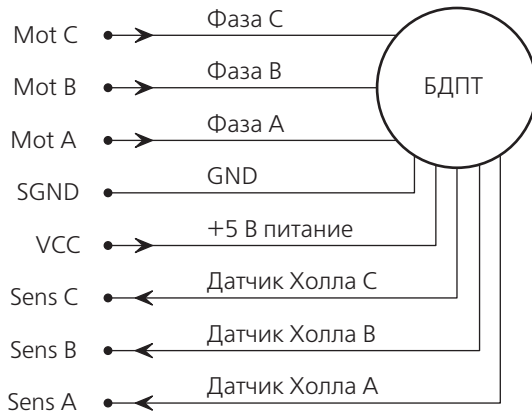 Mot C Фаза C
Mot B Фаза B БДПТ
Mot A Фаза A
SGND GND
VCC +5 В питание
Sens C Датчик Холла C
Sens B Датчик Холла B
Sens A Датчик Холла A